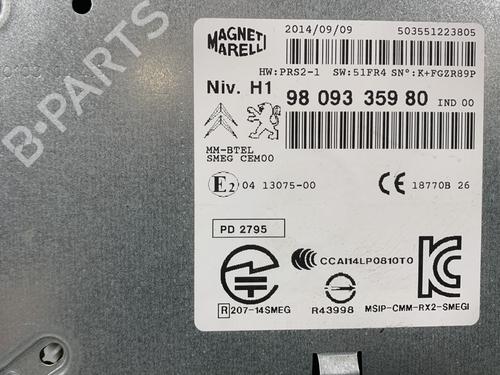 MAGNETI
MARELLI
2014/09/09
503551223805
HW:PRS2-1 SW:51FR4 SN°:K+FGZR89P
Niv. H1
98 093 359 80 IND 00
MM-BTEL
SMEG CEM00
E2 04 13075-00
CE 18770B 26
PD 2795
CCAI14LP0810T0
R 207-14SMEG
R43998
MSIP-CMM-RX2-SMEGI
B-PARTS